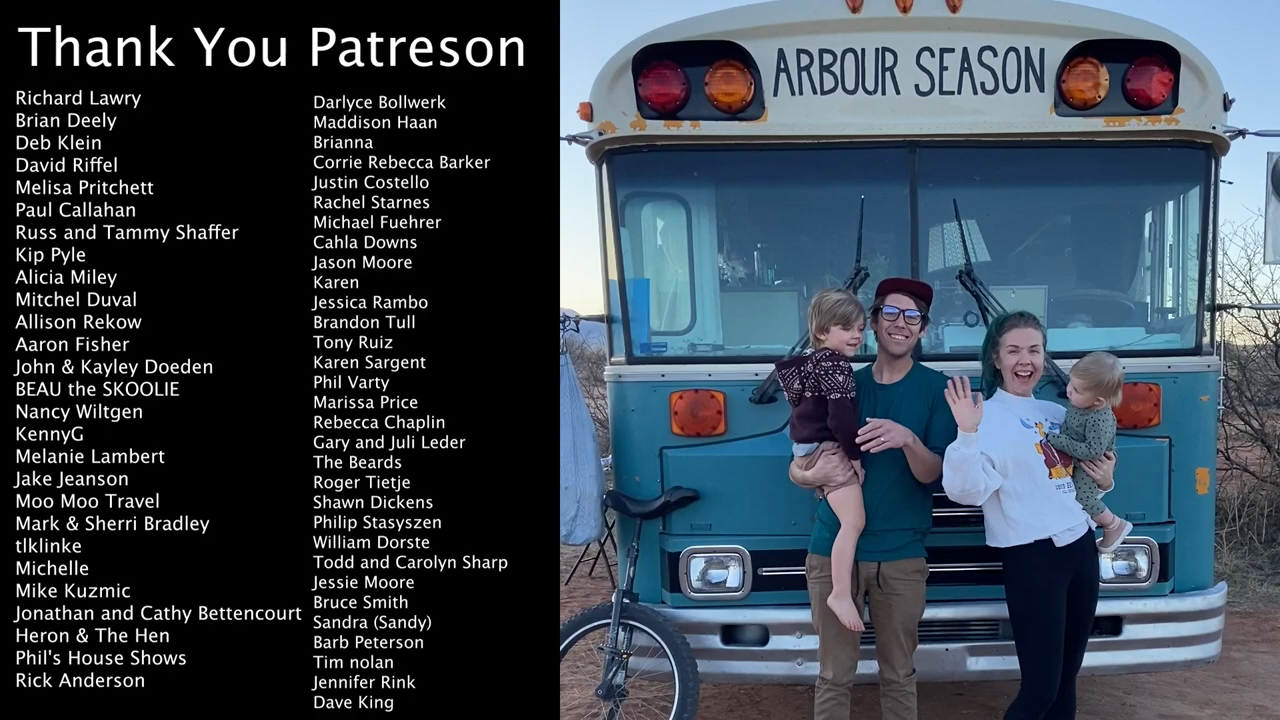 Thank You Patreson
Richard Lawry
Brian Deely
Deb Klein
David Riffel
Melisa Pritchett
Paul Callahan
Russ and Tammy Shaffer
Kip Pyle
Alicia Miley
Mitchel Duval
Allison Rekow
Aaron Fisher
John & Kayley Doeden
BEAU the SKOOLIE
Nancy Wiltgen
KennyG
Melanie Lambert
Jake Jeanson
Moo Moo Travel
Mark & Sherri Bradley
tlklinke
Michelle
Mike Kuzmic
Jonathan and Cathy Bettencourt
Heron & The Hen
Phil's House Shows
Rick Anderson
Darlyce Bollwerk
Maddison Haan
Brianna
Corrie Rebecca Barker
Justin Costello
Rachel Starnes
Michael Fuehrer
Cahla Downs
Jason Moore
Karen
Jessica Rambo
Brandon Tull
Tony Ruiz
Karen Sargent
Phil Varty
Marissa Price
Rebecca Chaplin
Gary and Juli Leder
The Beards
Roger Tietje
Shawn Dickens
Philip Stasyszen
William Dorste
Todd and Carolyn Sharp
Jessie Moore
Bruce Smith
Sandra (Sandy)
Barb Peterson
Tim nolan
Jennifer Rink
Dave King
ARBOUR SEASON